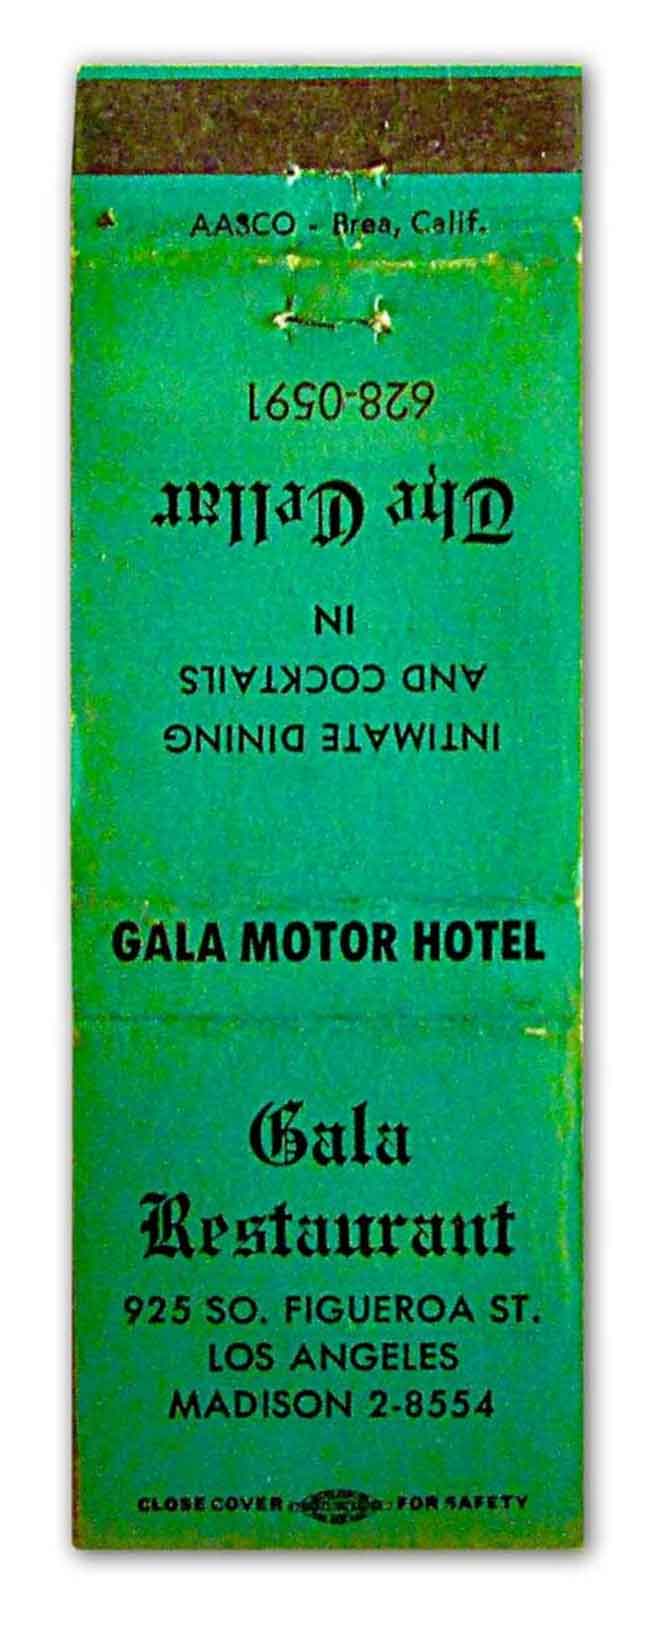 AASCO - Brea, Calif.
INTIMATE DINING
AND COCKTAILS
IN
The Cellar
628-0591
GALA MOTOR HOTEL
Gala
Restaurant
925 SO. FIGUEROA ST.
LOS ANGELES
MADISON 2-8554
CLOSE COVER FOR SAFETY